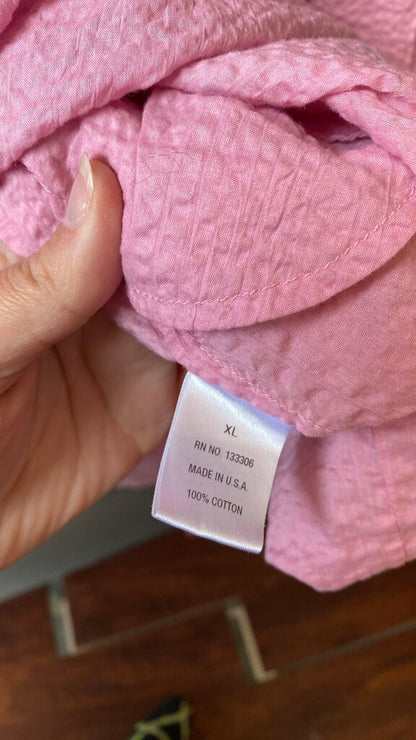 XL
RN NO. 133306
MADE IN U.S.A.
100% COTTON